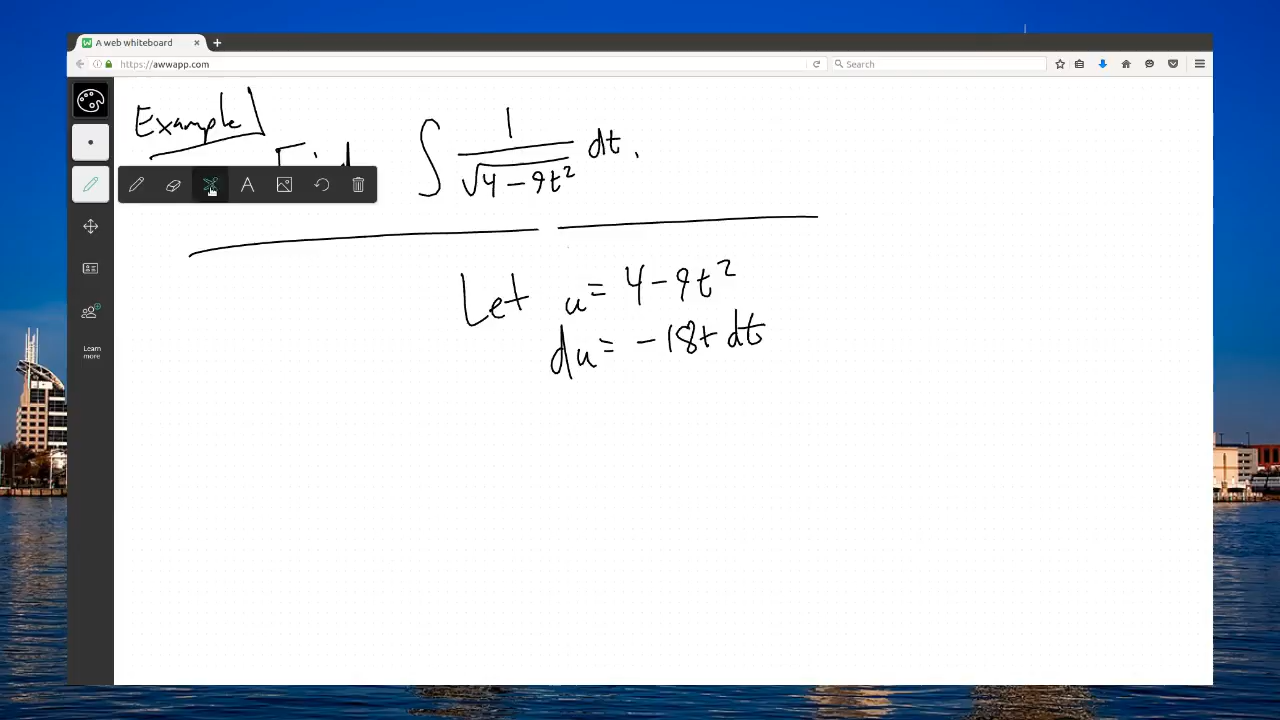 A web whiteboard
https://awwapp.com
Search
Example
∫ 1/√(4 − 9t²) dt.
Let u = 4 − 9t²
du = −18t dt
Learn
more